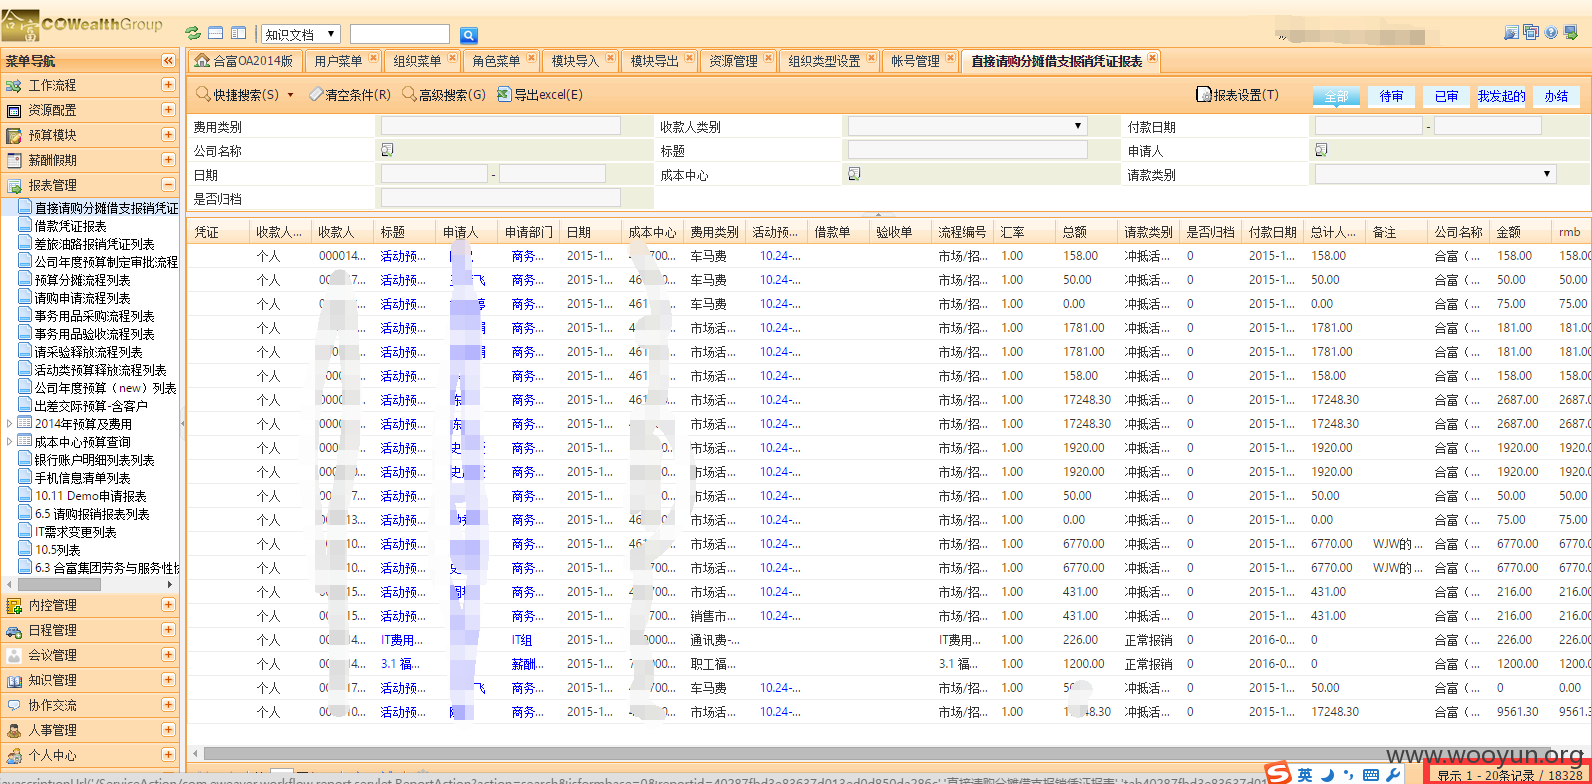 合富 COWealthGroup
知识文档
合富OA2014版 用户菜单 组织菜单 角色菜单 模块导入 模块导出 资源管理 组织类型设置 帐号管理 直接请购分摊借支报销凭证报表
菜单导航
快捷搜索(S) 清空条件(R) 高级搜索(G) 导出excel(E) 报表设置(T) 全部 待审 已审 我发起的 办结
费用类别 收款人类别 付款日期 -
公司名称 标题 申请人
日期 - 成本中心 请款类别
是否归档
工作流程
资源配置
预算模块
薪酬假期
报表管理
直接请购分摊借支报销凭证
借款凭证报表
差旅油路报销凭证列表
公司年度预算制定审批流程
预算分摊流程列表
请购申请流程列表
事务用品采购流程列表
事务用品验收流程列表
请采验释放流程列表
活动类预算释放流程列表
公司年度预算（new）列表
出差交际预算-含客户
2014年预算及费用
成本中心预算查询
银行账户明细列表列表
手机信息清单列表
10.11 Demo申请报表
6.5 请购报销报表列表
IT需求变更列表
10.5列表
6.3 合富集团劳务与服务性
内控管理
日程管理
会议管理
知识管理
协作交流
人事管理
个人中心
凭证 收款人... 收款人 标题 申请人 申请部门 日期 成本中心 费用类别 活动预... 借款单 验收单 流程编号 汇率 总额 请款类别 是否归档 付款日期 总计人... 备注 公司名称 金额 rmb
个人 000014... 活动预... 商务... 2015-1... 700... 车马费 10.24-... 市场/招... 1.00 158.00 冲抵活... 0 2015-1... 158.00 合富（... 158.00 158.00
个人 00 17... 活动预... 飞 商务... 2015-1... 461 0... 车马费 10.24-... 市场/招... 1.00 50.00 冲抵活... 0 2015-1... 50.00 合富（... 50.00 50.00
个人 活动预... 婷 商务... 2015-1... 461 车马费 10.24-... 市场/招... 1.00 0.00 冲抵活... 0 2015-1... 0.00 合富（... 75.00 75.00
个人 活动预... 娟 商务... 2015-1... 4 市场活... 10.24-... 市场/招... 1.00 1781.00 冲抵活... 0 2015-1... 1781.00 合富（... 181.00 181.00
个人 活动预... 娟 商务... 2015-1... 461 市场活... 10.24-... 市场/招... 1.00 1781.00 冲抵活... 0 2015-1... 1781.00 合富（... 181.00 181.00
个人 活动预... 商务... 2015-1... 461 市场活... 10.24-... 市场/招... 1.00 158.00 冲抵活... 0 2015-1... 158.00 合富（... 158.00 158.00
个人 0000 活动预... 陈 商务... 2015-1... 461 市场活... 10.24-... 市场/招... 1.00 17248.30 冲抵活... 0 2015-1... 17248.30 合富（... 2687.00 2687.0
个人 0000 活动预... 陈 商务... 2015-1... 4 市场活... 10.24-... 市场/招... 1.00 17248.30 冲抵活... 0 2015-1... 17248.30 合富（... 2687.00 2687.0
个人 000 活动预... 史 商务... 2015-1... 4 0... 市场活... 10.24-... 市场/招... 1.00 1920.00 冲抵活... 0 2015-1... 1920.00 合富（... 1920.00 1920.0
个人 000 0... 活动预... 史 商务... 2015-1... 4 市场活... 10.24-... 市场/招... 1.00 1920.00 冲抵活... 0 2015-1... 1920.00 合富（... 1920.00 1920.0
个人 000 7... 活动预... 商务... 2015-1... 4 市场活... 10.24-... 市场/招... 1.00 50.00 冲抵活... 0 2015-1... 50.00 合富（... 50.00 50.00
个人 000 13... 活动预... 商务... 2015-1... 46 0... 市场活... 10.24-... 市场/招... 1.00 0.00 冲抵活... 0 2015-1... 0.00 合富（... 75.00 75.00
个人 00 10... 活动预... 商务... 2015-1... 461 市场活... 10.24-... 市场/招... 1.00 6770.00 冲抵活... 0 2015-1... 6770.00 WJW的... 合富（... 6770.00 6770.0
个人 00 10... 活动预... 史 商务... 2015-1... 4 00... 市场活... 10.24-... 市场/招... 1.00 6770.00 冲抵活... 0 2015-1... 6770.00 WJW的... 合富（... 6770.00 6770.0
个人 00 15... 活动预... 周 商务... 2015-1... 4 700... 市场活... 10.24-... 市场/招... 1.00 431.00 冲抵活... 0 2015-1... 431.00 合富（... 216.00 216.00
个人 00 15... 活动预... 商务... 2015-1... 4 700... 销售市... 10.24-... 市场/招... 1.00 431.00 冲抵活... 0 2015-1... 431.00 合富（... 216.00 216.00
个人 00 4... IT费用... IT组 2015-1... 0000... 通讯费-... IT费用... 1.00 226.00 正常报销 0 2016-0... 0 合富（... 226.00 226.00
个人 00 4... 3.1 福... 薪酬... 2015-1... 7 00... 职工福... 3.1 福... 1.00 1200.00 正常报销 0 2016-0... 0 合富（... 1200.00 1200.0
个人 00 17... 活动预... 飞 商务... 2015-1... 4 700... 车马费 10.24-... 市场/招... 1.00 50 冲抵活... 0 2015-1... 50.00 合富（... 0 0.00
个人 00 10... 活动预... 商务... 2015-1... 4 0... 市场活... 10.24-... 市场/招... 1.00 17 48.30 冲抵活... 0 2015-1... 17248.30 合富（... 9561.30 9561.3
www.wooyun.org
英
显示 1 - 20条记录 / 18328